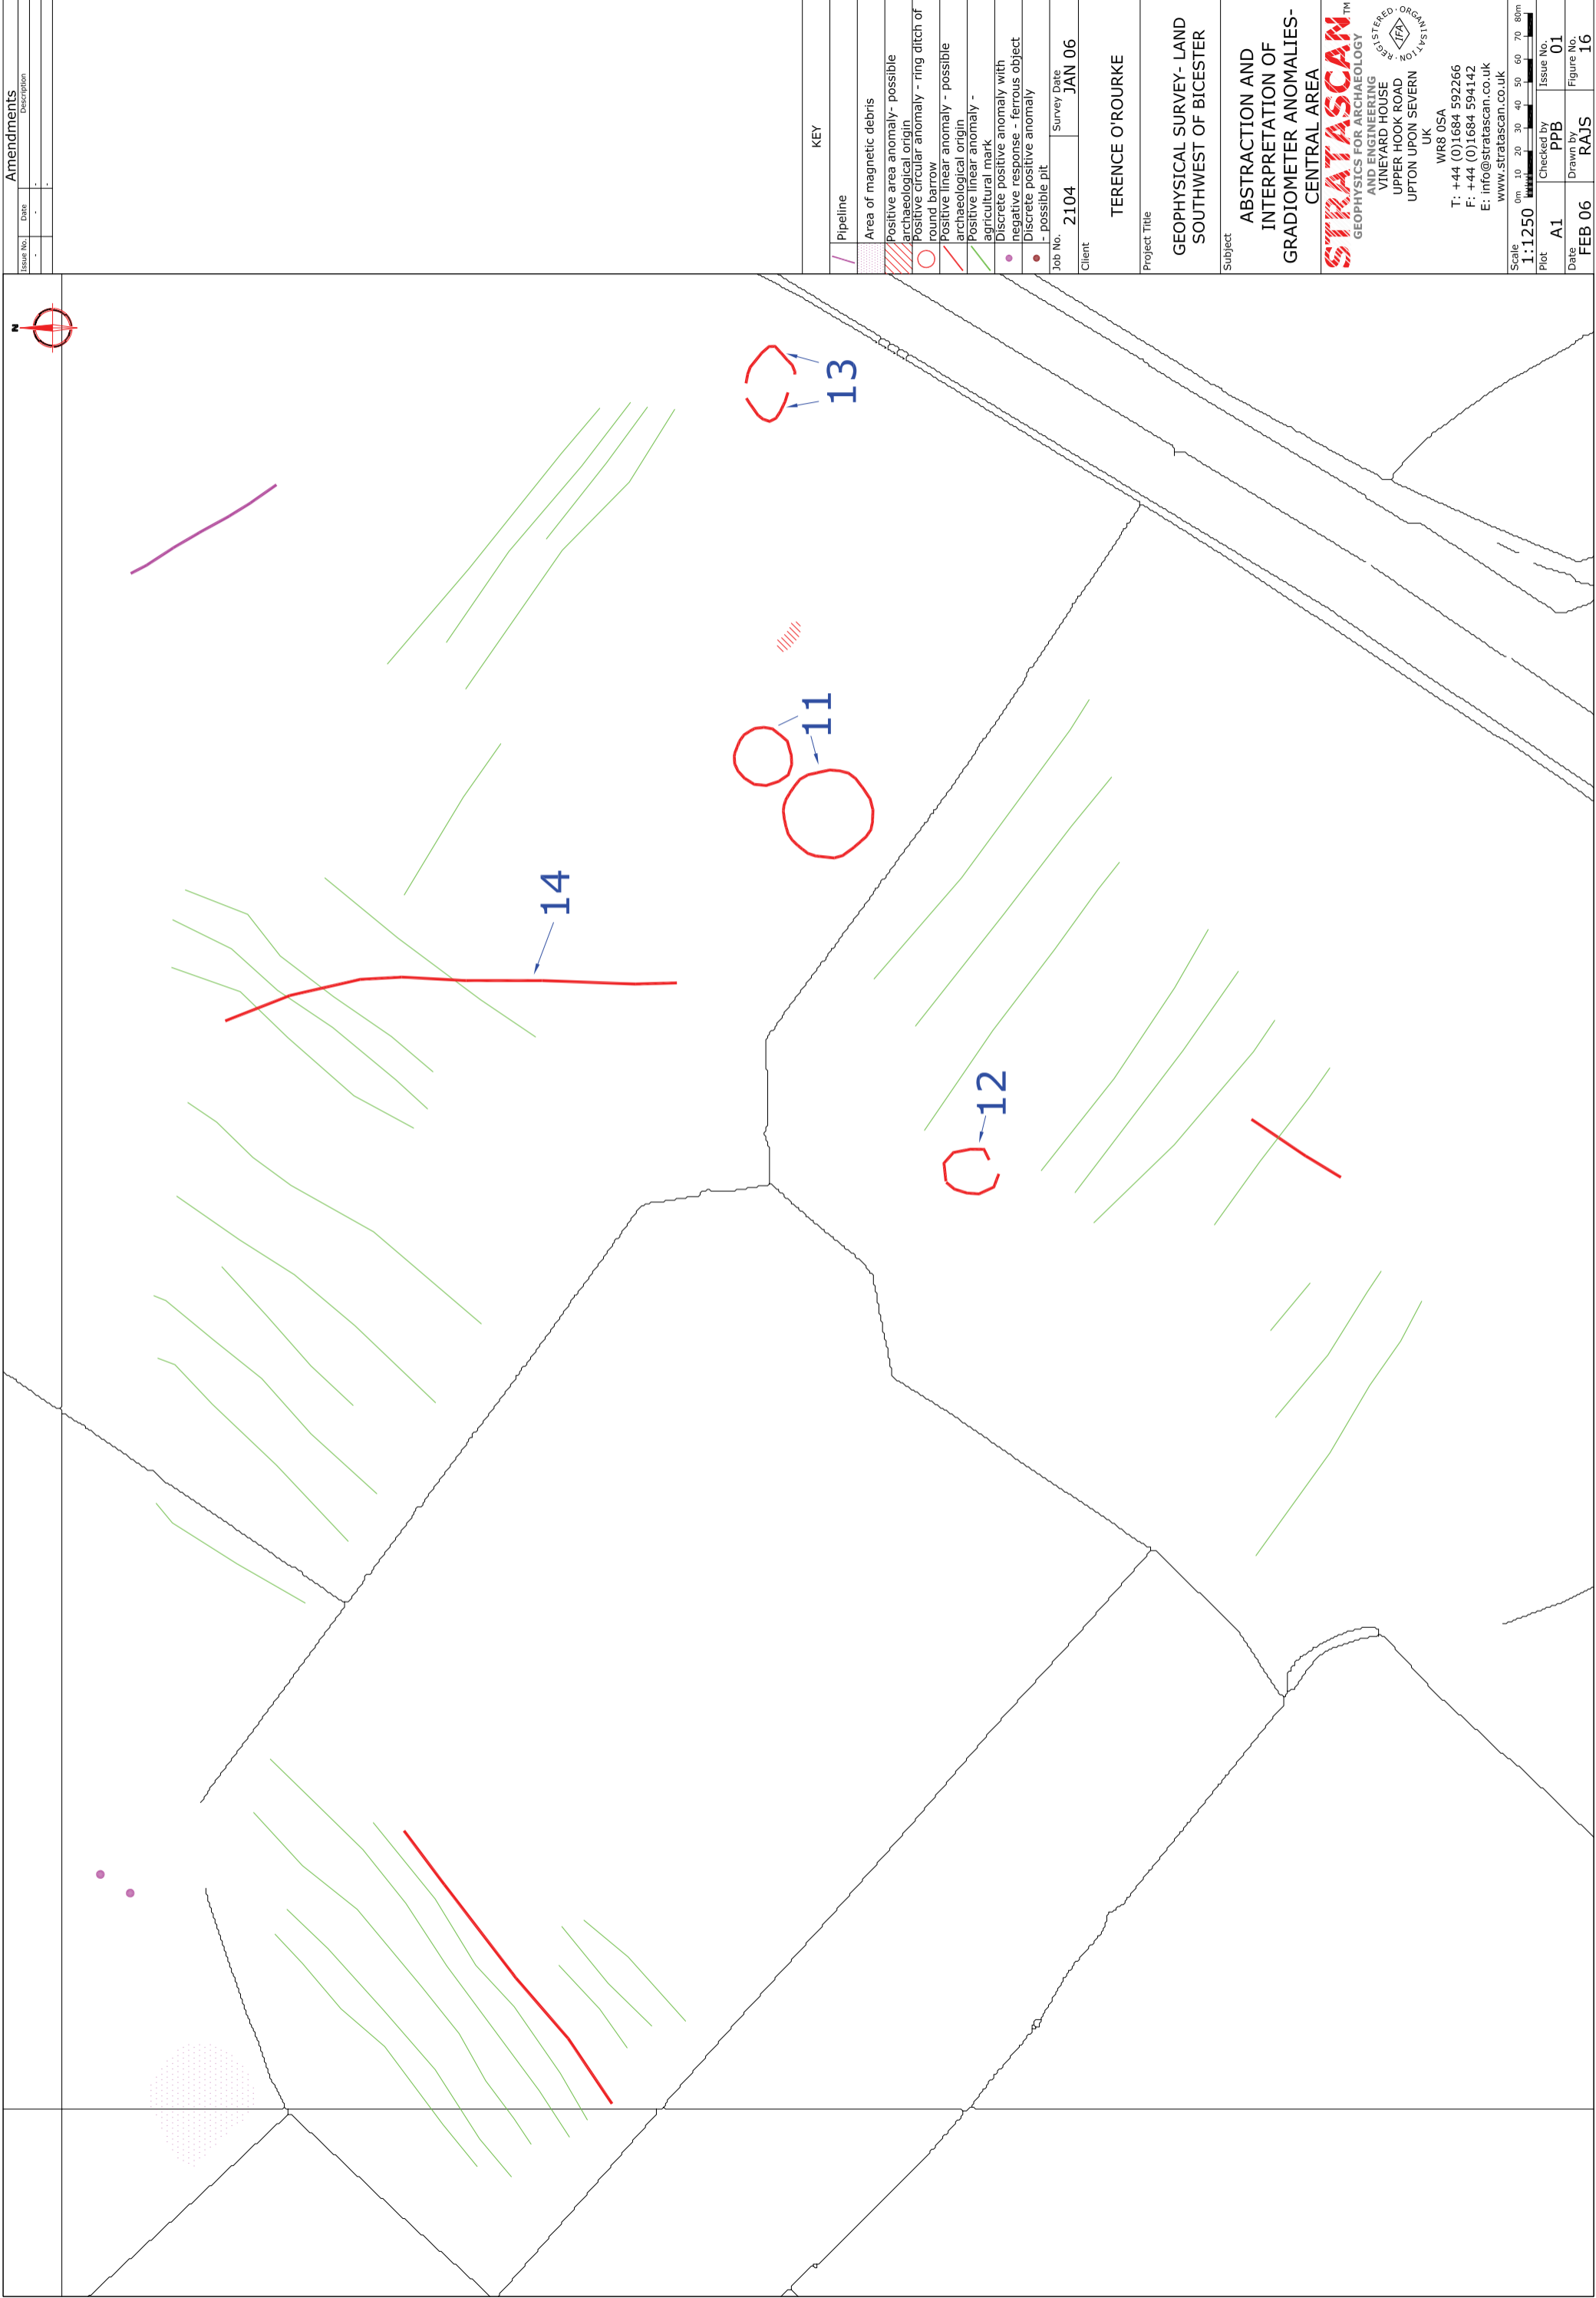 Amendments
Issue No. Date Description
- - -
- -
N
13
11
14
12
KEY
Pipeline
Area of magnetic debris
Positive area anomaly- possible
archaeological origin
Positive circular anomaly - ring ditch of
round barrow
Positive linear anomaly - possible
archaeological origin
Positive linear anomaly -
agricultural mark
Discrete positive anomaly with
negative response - ferrous object
Discrete positive anomaly
- possible pit
Job No. 2104 Survey Date JAN 06
Client
TERENCE O'ROURKE
Project Title
GEOPHYSICAL SURVEY- LAND
SOUTHWEST OF BICESTER
Subject
ABSTRACTION AND
INTERPRETATION OF
GRADIOMETER ANOMALIES-
CENTRAL AREA
STRATASCAN™
GEOPHYSICS FOR ARCHAEOLOGY
AND ENGINEERING
REGISTERED·ORGANISATION·
IFA
VINEYARD HOUSE
UPPER HOOK ROAD
UPTON UPON SEVERN
UK
WR8 0SA
T: +44 (0)1684 592266
F: +44 (0)1684 594142
E: info@stratascan.co.uk
www.stratascan.co.uk
Scale 1:1250 0m 10 20 30 40 50 60 70 80m
Plot A1 Checked by PPB Issue No. 01
Date FEB 06 Drawn by RAJS Figure No. 16